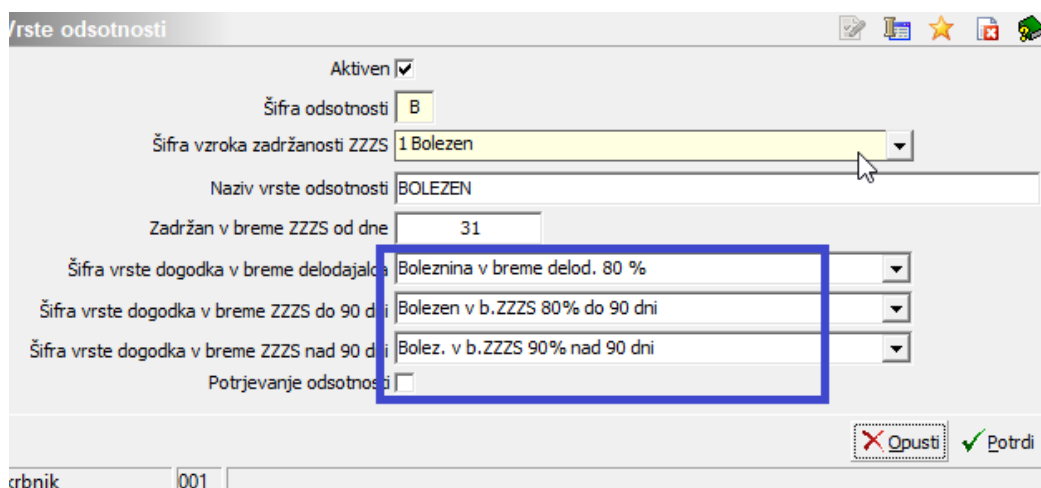 Vrste odsotnosti
Aktiven
Šifra odsotnosti B
Šifra vzroka zadržanosti ZZZS 1 Bolezen
Naziv vrste odsotnosti BOLEZEN
Zadržan v breme ZZZS od dne 31
Šifra vrste dogodka v breme delodajalca Boleznina v breme delod. 80 %
Šifra vrste dogodka v breme ZZZS do 90 dni Bolezen v b.ZZZS 80% do 90 dni
Šifra vrste dogodka v breme ZZZS nad 90 dni Bolez. v b.ZZZS 90% nad 90 dni
Potrjevanje odsotnosti
Opusti Potrdi
krbnik 001